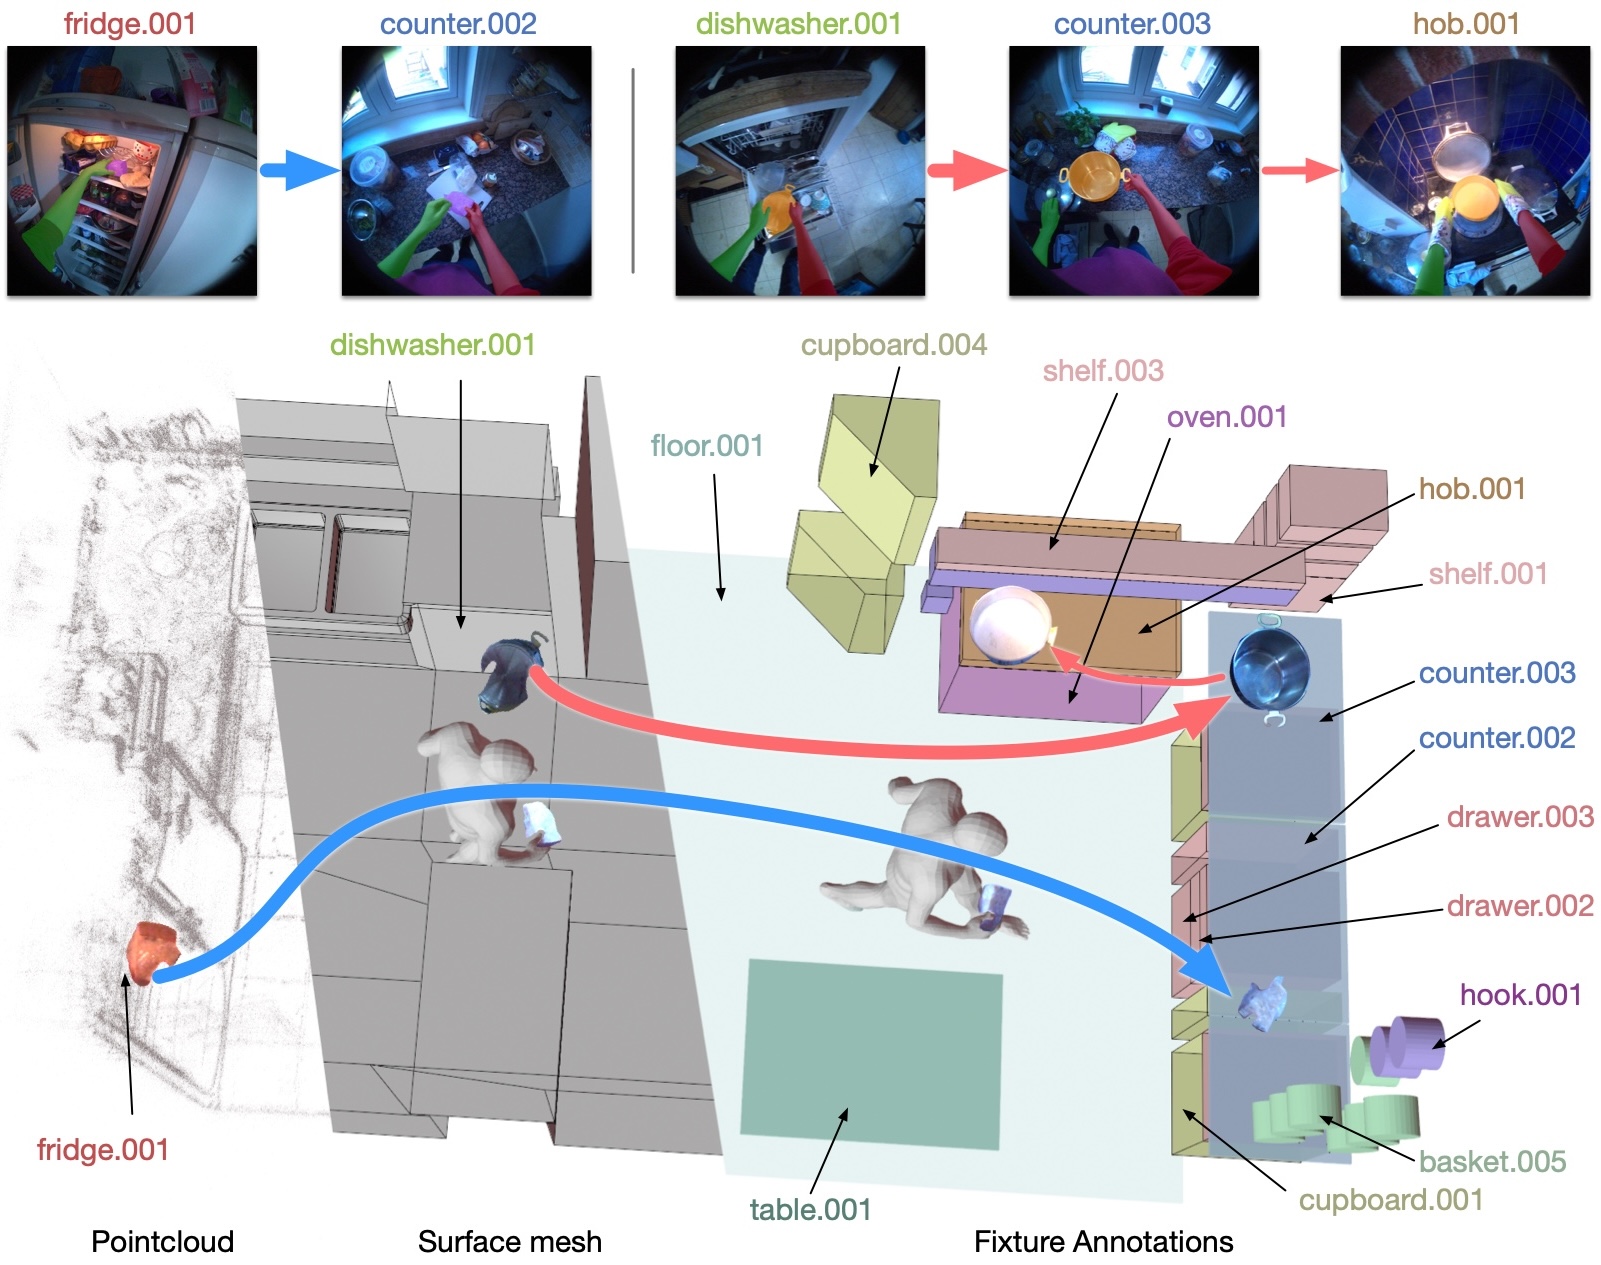 fridge.001
counter.002
dishwasher.001
counter.003
hob.001
dishwasher.001
cupboard.004
shelf.003
oven.001
floor.001
hob.001
shelf.001
counter.003
counter.002
drawer.003
drawer.002
hook.001
fridge.001
basket.005
cupboard.001
table.001
Pointcloud
Surface mesh
Fixture Annotations